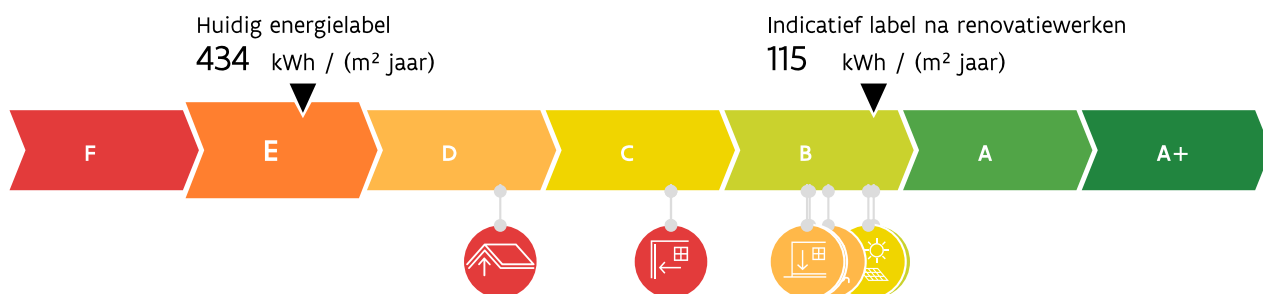 Huidig energielabel
434 kWh / (m² jaar)
Indicatief label na renovatiewerken
115 kWh / (m² jaar)
F E D C B A A+